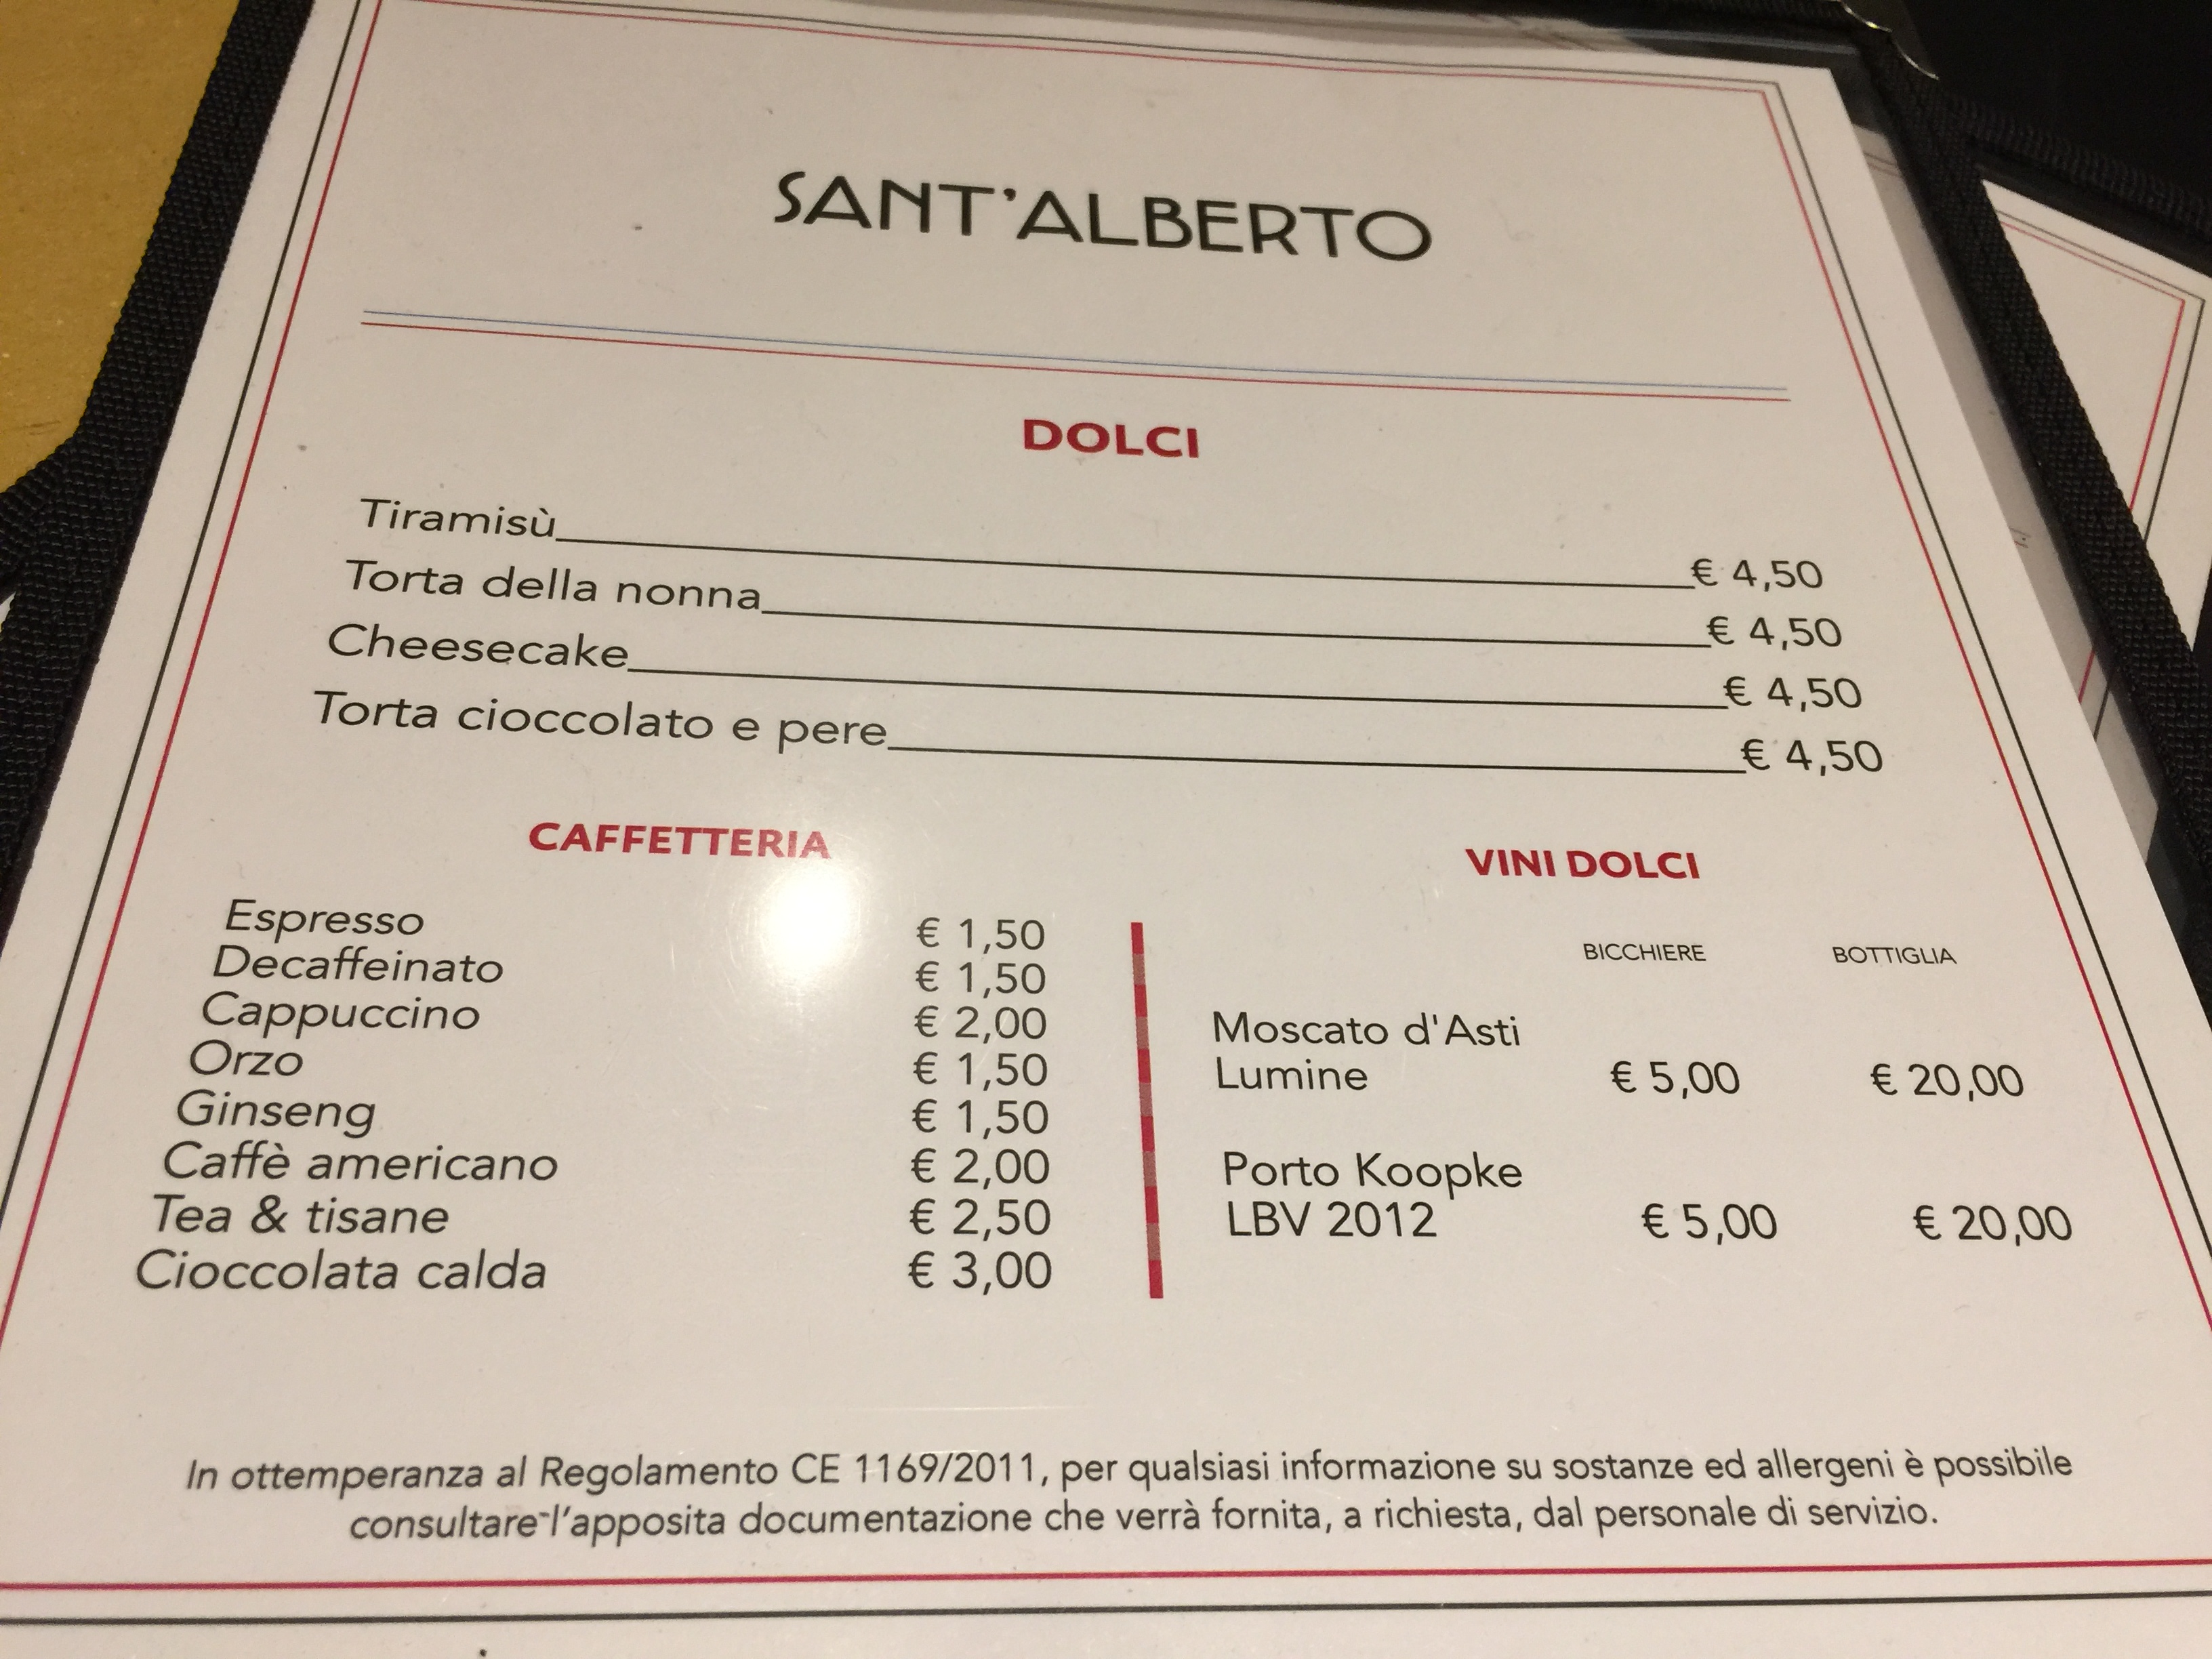 SANT'ALBERTO
DOLCI
Tiramisù € 4,50
Torta della nonna € 4,50
Cheesecake € 4,50
Torta cioccolato e pere € 4,50
CAFFETTERIA
Espresso € 1,50
Decaffeinato € 1,50
Cappuccino € 2,00
Orzo € 1,50
Ginseng € 1,50
Caffè americano € 2,00
Tea & tisane € 2,50
Cioccolata calda € 3,00
VINI DOLCI
BICCHIERE BOTTIGLIA
Moscato d'Asti
Lumine € 5,00 € 20,00
Porto Koopke
LBV 2012 € 5,00 € 20,00
In ottemperanza al Regolamento CE 1169/2011, per qualsiasi informazione su sostanze ed allergeni è possibile
consultare l'apposita documentazione che verrà fornita, a richiesta, dal personale di servizio.